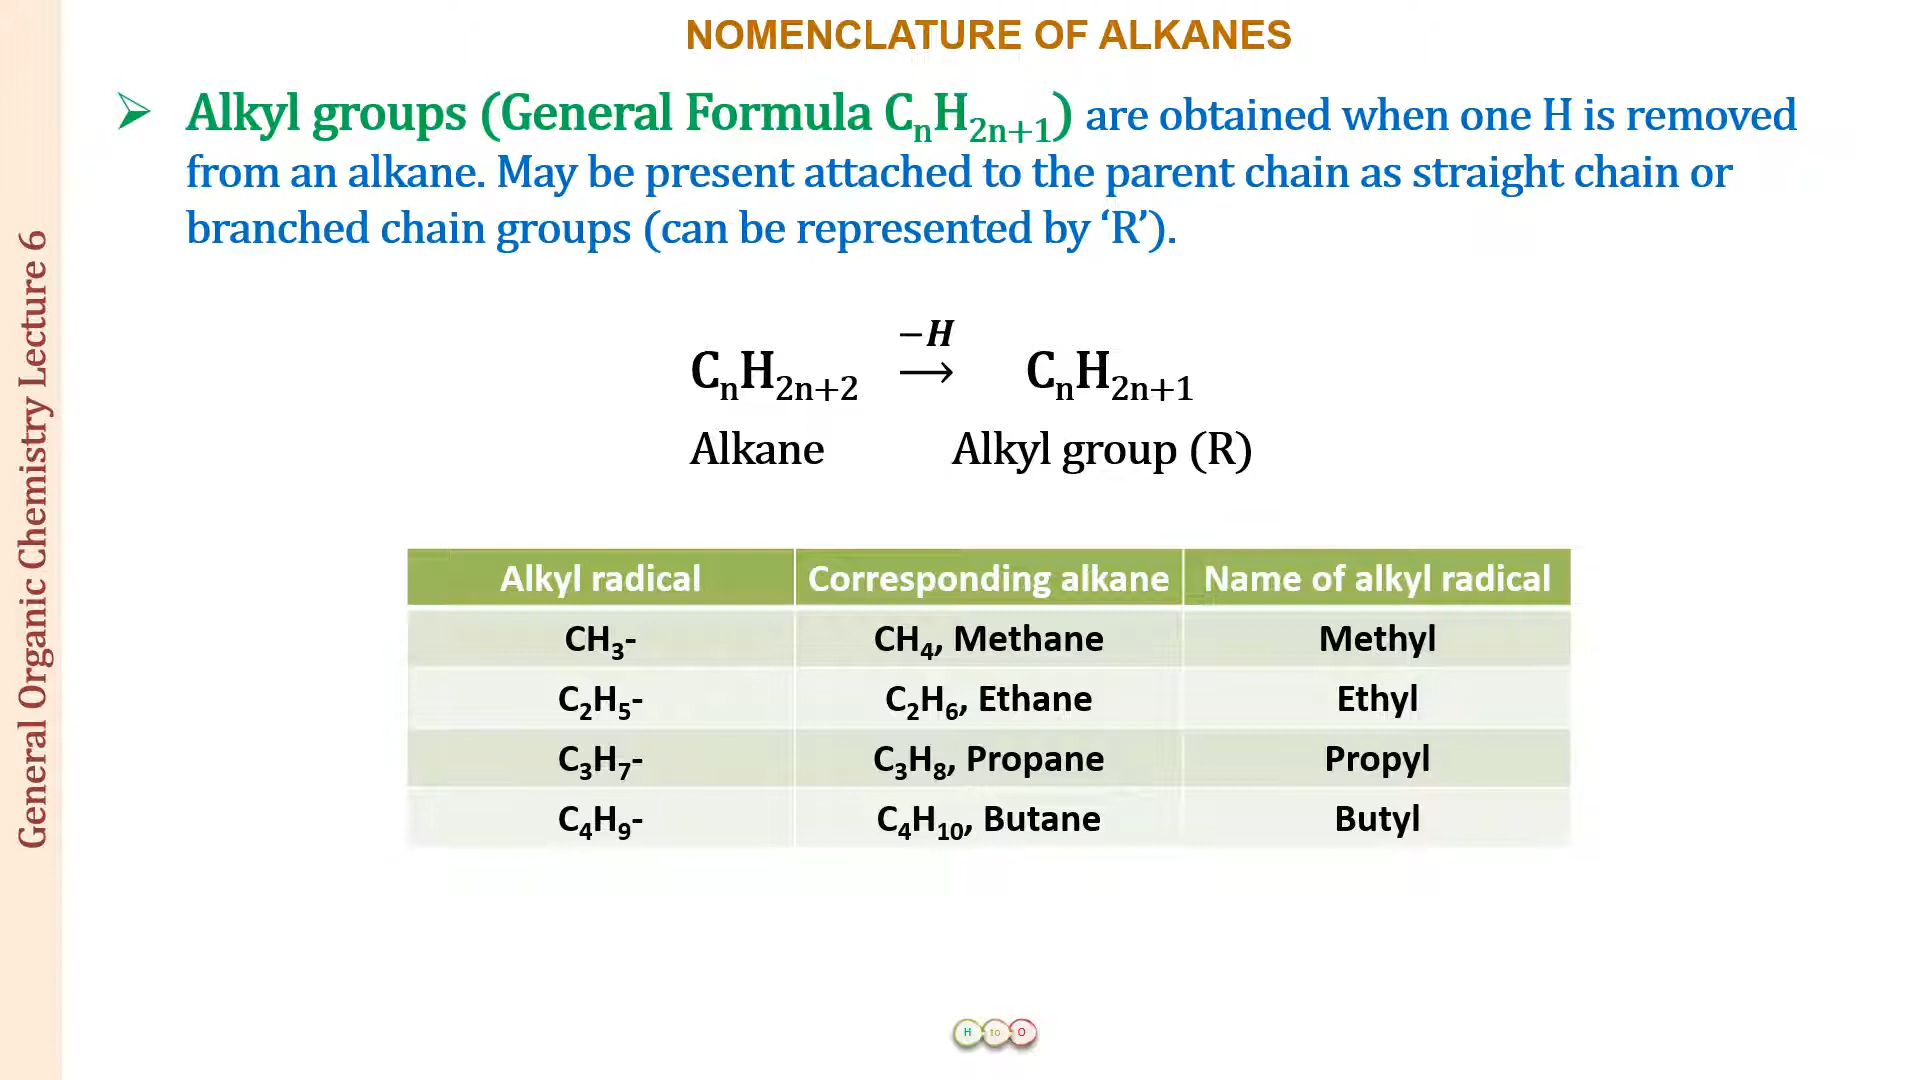 NOMENCLATURE OF ALKANES
➢ Alkyl groups (General Formula CₙH₂ₙ₊₁) are obtained when one H is removed
from an alkane. May be present attached to the parent chain as straight chain or
branched chain groups (can be represented by ‘R’).
General Organic Chemistry Lecture 6
−H
CₙH₂ₙ₊₂ → CₙH₂ₙ₊₁
Alkane Alkyl group (R)
Alkyl radical Corresponding alkane Name of alkyl radical
CH₃- CH₄, Methane Methyl
C₂H₅- C₂H₆, Ethane Ethyl
C₃H₇- C₃H₈, Propane Propyl
C₄H₉- C₄H₁₀, Butane Butyl
H to O